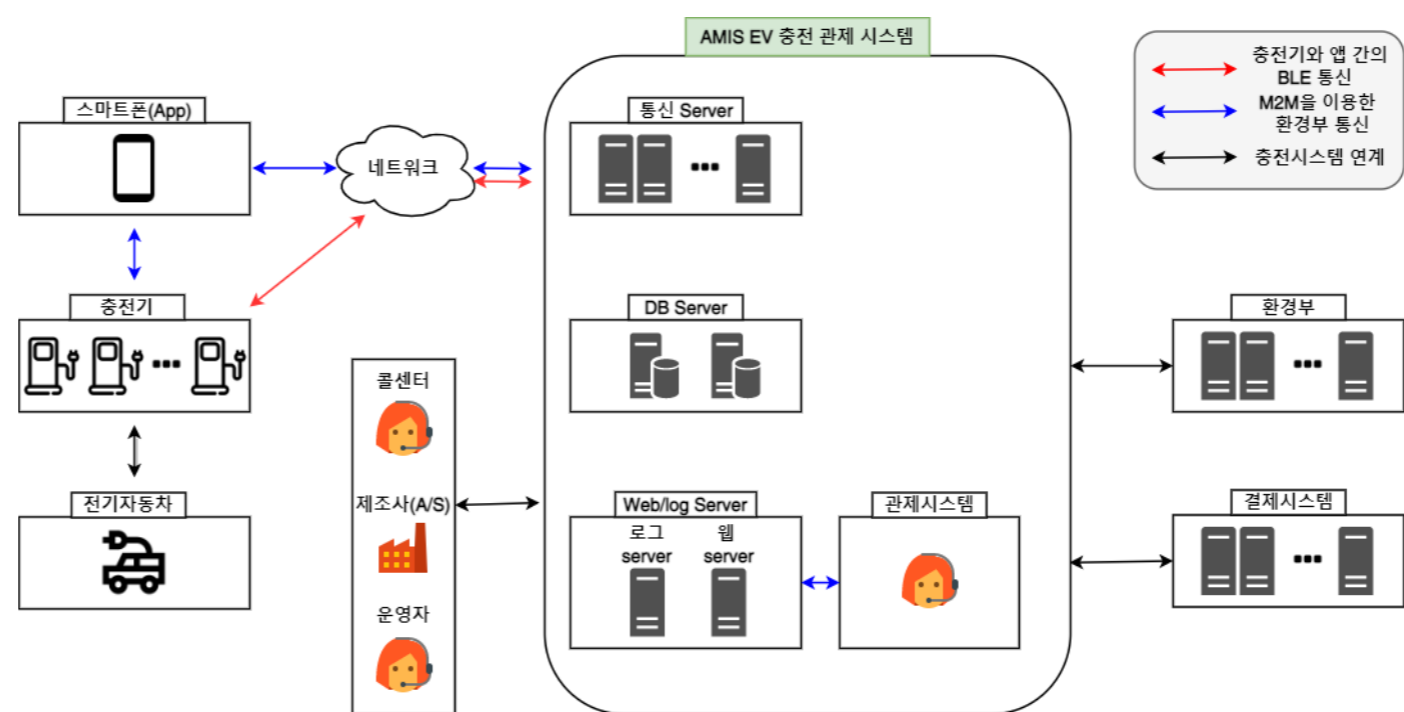 AMIS EV 충전 관제 시스템
충전기와 앱 간의
BLE 통신
M2M을 이용한
환경부 통신
충전시스템 연계
스마트폰(App)
네트워크
통신 Server
충전기
DB Server
환경부
콜센터
제조사(A/S)
운영자
전기자동차
Web/log Server
로그
server
웹
server
관제시스템
결제시스템